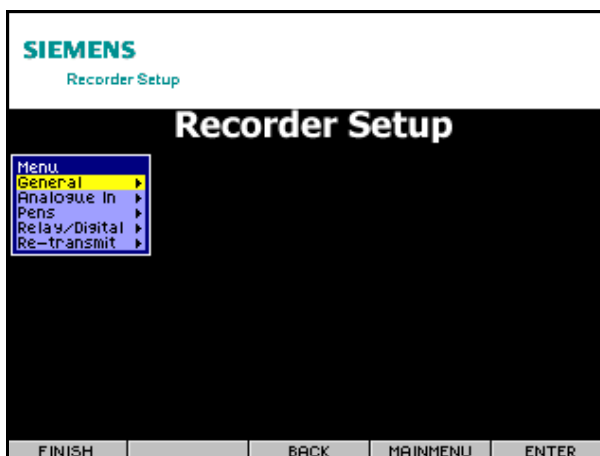 SIEMENS
Recorder Setup
Recorder Setup
Menu
General
Analogue In
Pens
Relay/Digital
Re-transmit
FINISH BACK MAINMENU ENTER